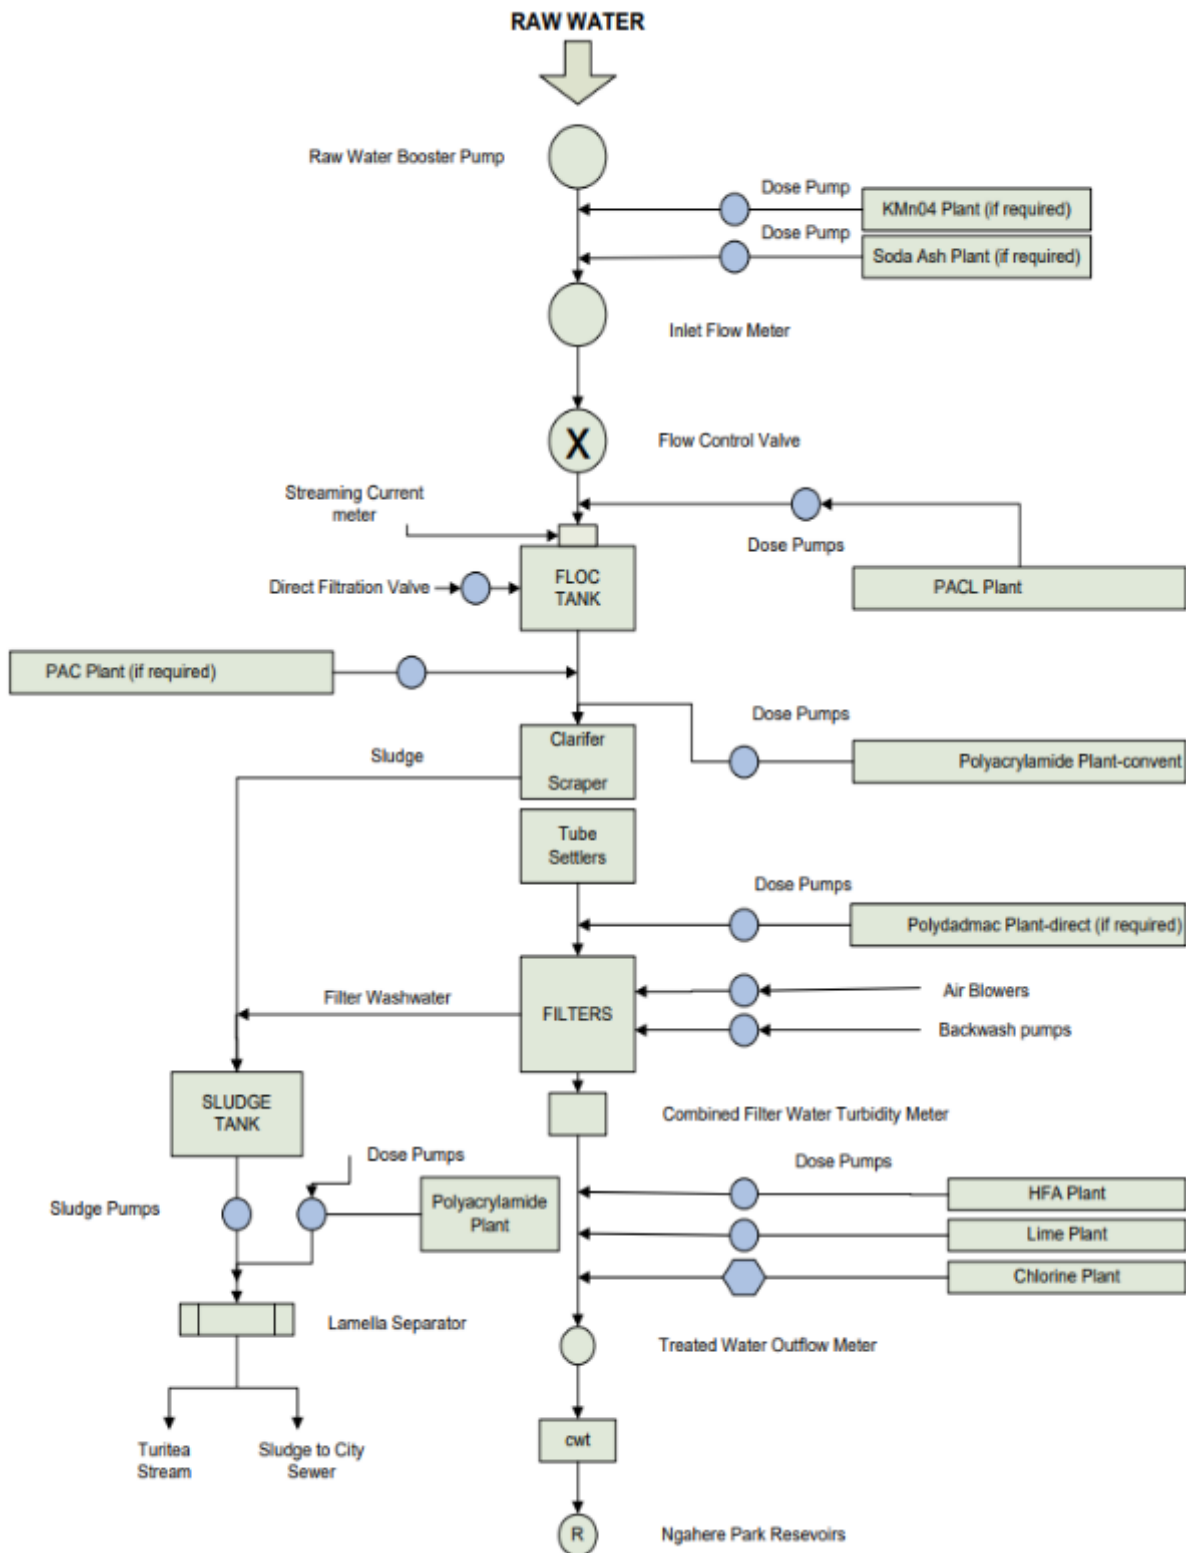 RAW WATER
Raw Water Booster Pump
Dose Pump
KMn04 Plant (if required)
Dose Pump
Soda Ash Plant (if required)
Inlet Flow Meter
X
Flow Control Valve
Streaming Current
meter
Dose Pumps
Direct Filtration Valve
FLOC
TANK
PACL Plant
PAC Plant (if required)
Dose Pumps
Clarifer
Scraper
Sludge
Polyacrylamide Plant-convent
Tube
Settlers
Dose Pumps
Polydadmac Plant-direct (if required)
Filter Washwater
FILTERS
Air Blowers
Backwash pumps
SLUDGE
TANK
Combined Filter Water Turbidity Meter
Dose Pumps
Dose Pumps
Sludge Pumps
Polyacrylamide
Plant
HFA Plant
Lime Plant
Chlorine Plant
Lamella Separator
Treated Water Outflow Meter
cwt
Turitea
Stream
Sludge to City
Sewer
R
Ngahere Park Resevoirs